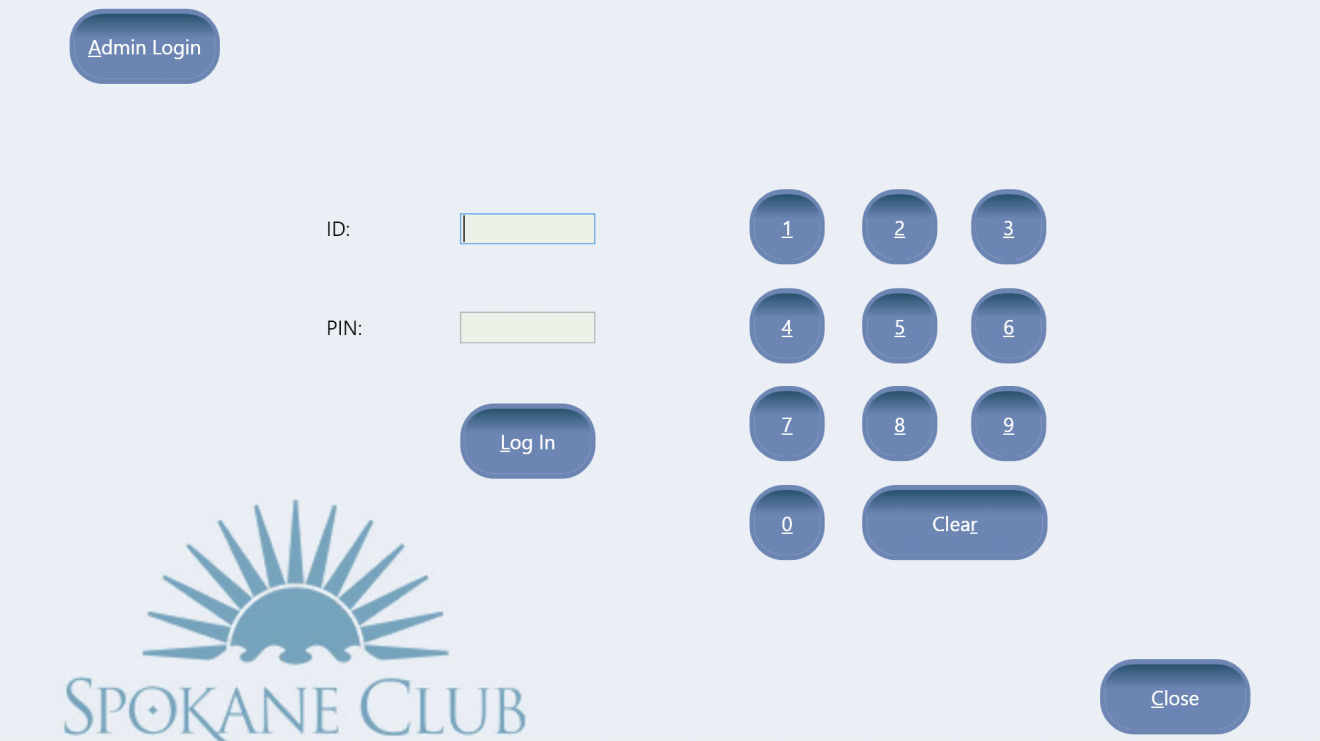 Admin Login
ID:
1 2 3
PIN:
4 5 6
Log In
7 8 9
0 Clear
SPOKANE CLUB
Close